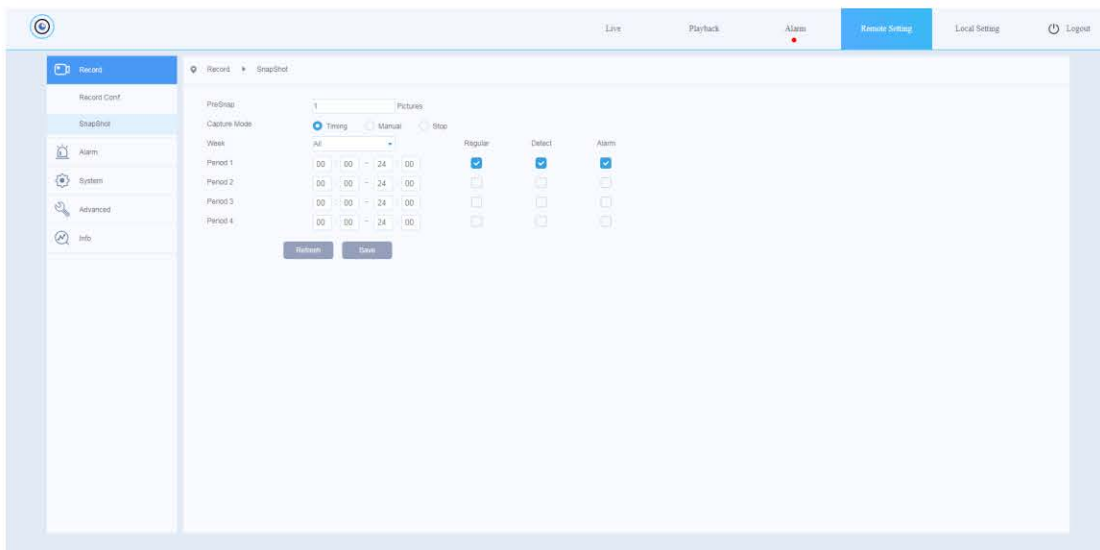 Live Playback Alarm Remote Setting Local Setting Logout
Record
Record Conf.
SnapShot
Alarm
System
Advanced
Info
Record SnapShot
PreSnap 1 Pictures
Capture Mode Timing Manual Stop
Week All Regular Detect Alarm
Period 1 00 : 00 - 24 : 00
Period 2 00 : 00 - 24 : 00
Period 3 00 : 00 - 24 : 00
Period 4 00 : 00 - 24 : 00
Refresh Save